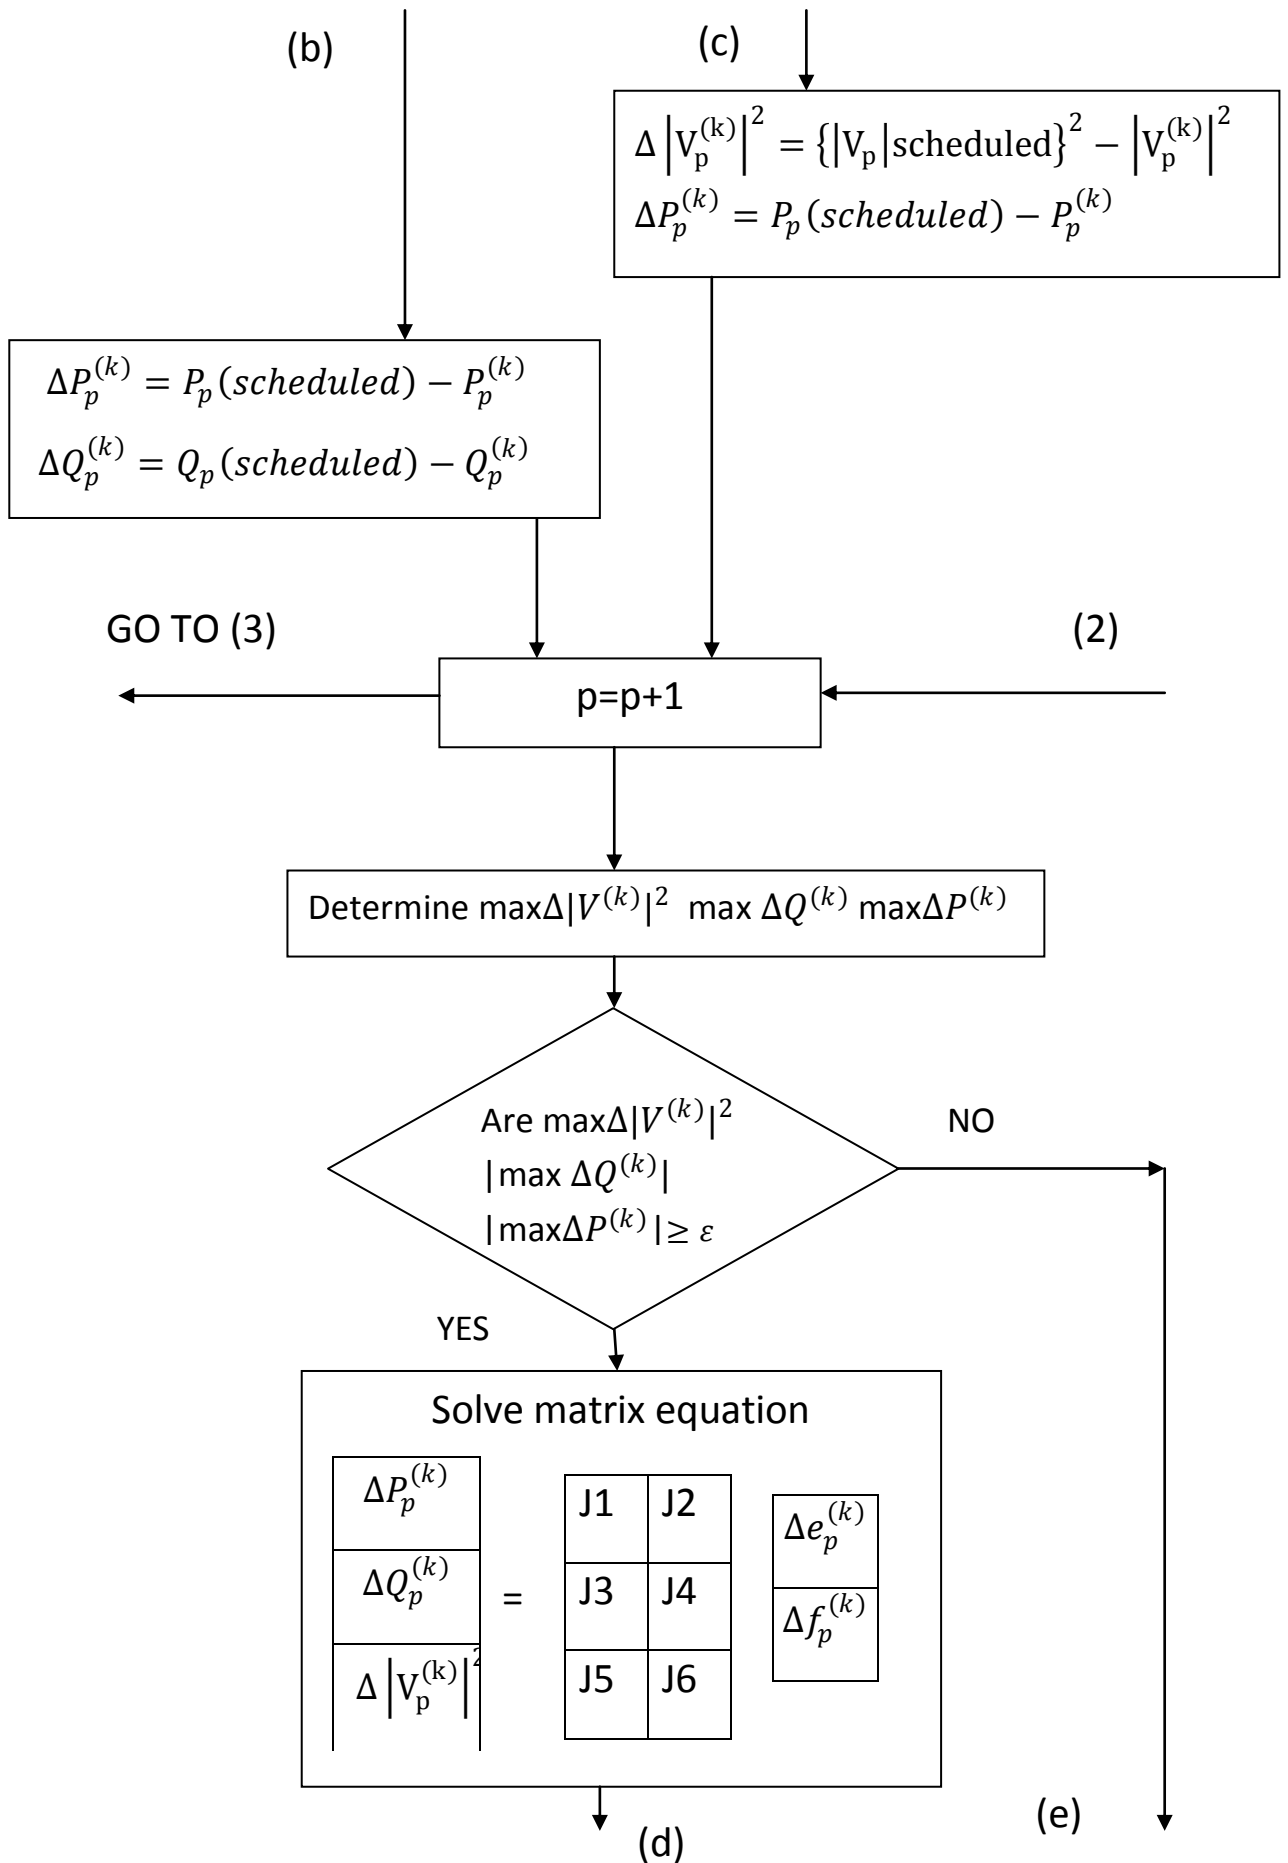 (b)
(c)
Δ|V_p^(k)|^2 = {|V_p|scheduled}^2 − |V_p^(k)|^2
ΔP_p^(k) = P_p(scheduled) − P_p^(k)
ΔP_p^(k) = P_p(scheduled) − P_p^(k)
ΔQ_p^(k) = Q_p(scheduled) − Q_p^(k)
GO TO (3)
(2)
p=p+1
Determine maxΔ|V^(k)|^2 max ΔQ^(k) maxΔP^(k)
Are maxΔ|V^(k)|^2
|max ΔQ^(k)|
|maxΔP^(k)|≥ ε
NO
YES
Solve matrix equation
ΔP_p^(k)
ΔQ_p^(k)
Δ|V_p^(k)|^2
=
J1 J2
J3 J4
J5 J6
Δe_p^(k)
Δf_p^(k)
(d)
(e)